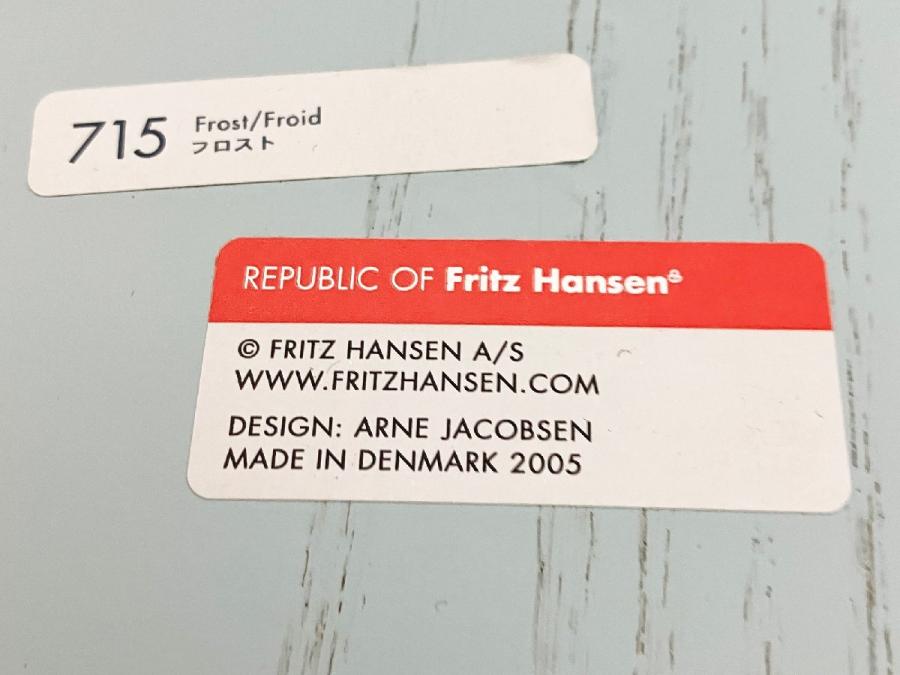 715 Frost/Froid
フロスト
REPUBLIC OF Fritz Hansen®
© FRITZ HANSEN A/S
WWW.FRITZHANSEN.COM
DESIGN: ARNE JACOBSEN
MADE IN DENMARK 2005